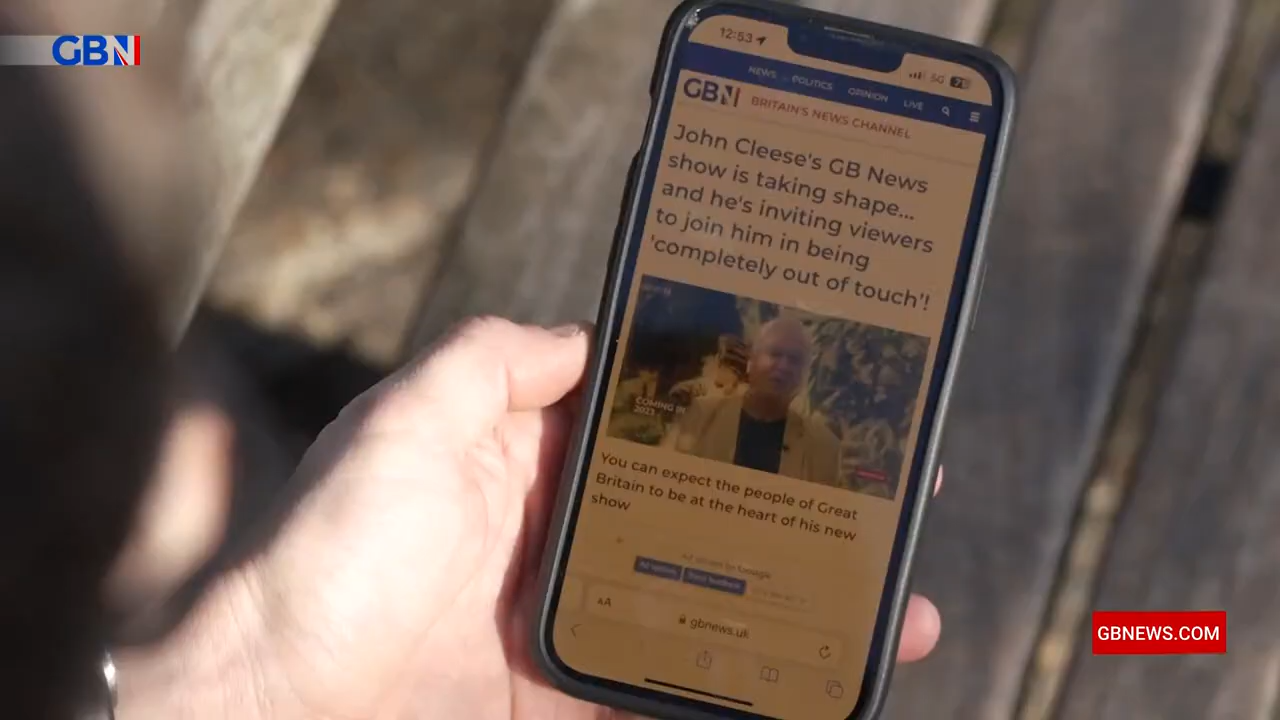 GBN
12:53
5G
NEWS POLITICS OPINION LIVE
GBN BRITAIN'S NEWS CHANNEL
John Cleese's GB News
show is taking shape...
and he's inviting viewers
to join him in being
'completely out of touch'!
COMING IN
2023
You can expect the people of Great
Britain to be at the heart of his new
show
AA
gbnews.uk
GBNEWS.COM